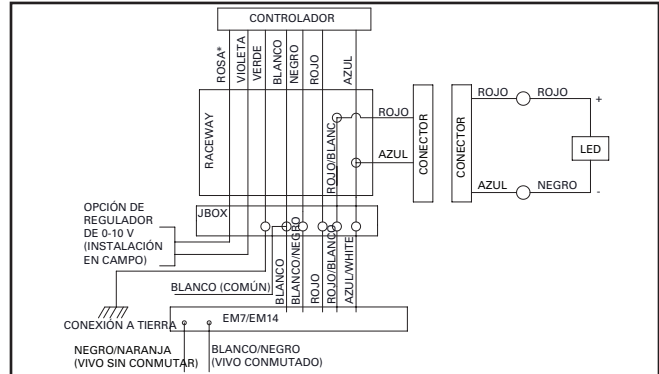 CONTROLADOR
ROSA*
VIOLETA
VERDE
BLANCO
NEGRO
ROJO
AZUL
RACEWAY
ROJO/BLANC
ROJO
AZUL
CONECTOR
CONECTOR
ROJO
ROJO
+
LED
AZUL
NEGRO
-
OPCIÓN DE
REGULADOR
DE 0-10 V
(INSTALACIÓN
EN CAMPO)
JBOX
BLANCO (COMÚN)
BLANCO
BLANCO/NEGRO
ROJO
ROJO/BLANCO
AZUL/WHITE
CONEXIÓN A TIERRA
EM7/EM14
NEGRO/NARANJA
(VIVO SIN CONMUTAR)
BLANCO/NEGRO
(VIVO CONMUTADO)